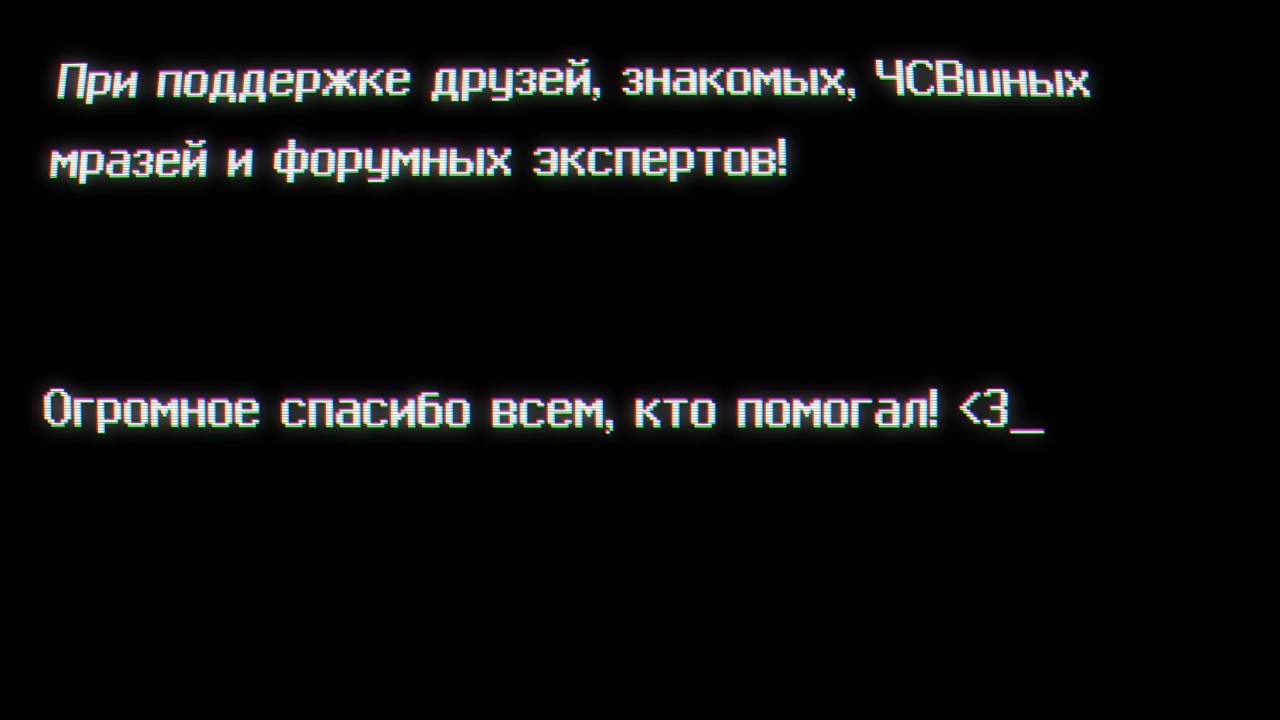 При поддержке друзей, знакомых, ЧСВшных
мразей и форумных экспертов!
Огромное спасибо всем, кто помогал! <3_